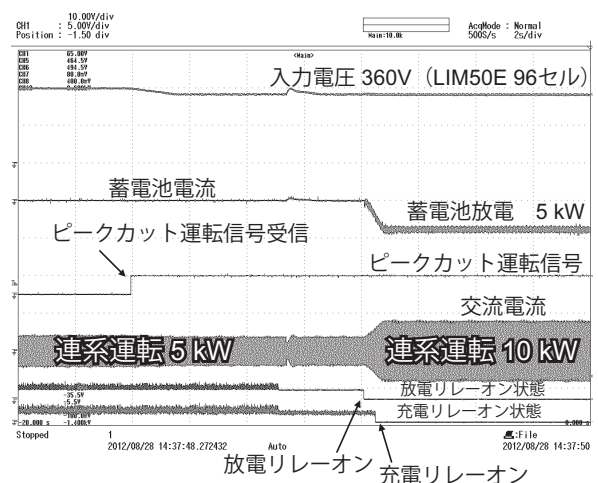 10.00V/div
CH1 : 5.00V/div
Position : -1.50 div
Main:10.0k
AcqMode : Normal
500S/s 2s/div
CH1 65.00V
CH5 464.5V
CH6 494.5V
CH7 88.0mV
CH8 400.0mV
<Main>
入力電圧 360V（LIM50E 96セル）
蓄電池電流
蓄電池放電 5 kW
ピークカット運転信号受信
ピークカット運転信号
交流電流
連系運転 5 kW
連系運転 10 kW
放電リレーオン状態
-35.5V
-5.5V
充電リレーオン状態
-20.000 s
-1.400kV
0.000 s
Stopped 1
2012/08/28 14:37:48.272432
Auto
File
2012/08/28 14:37:50
放電リレーオン
充電リレーオン